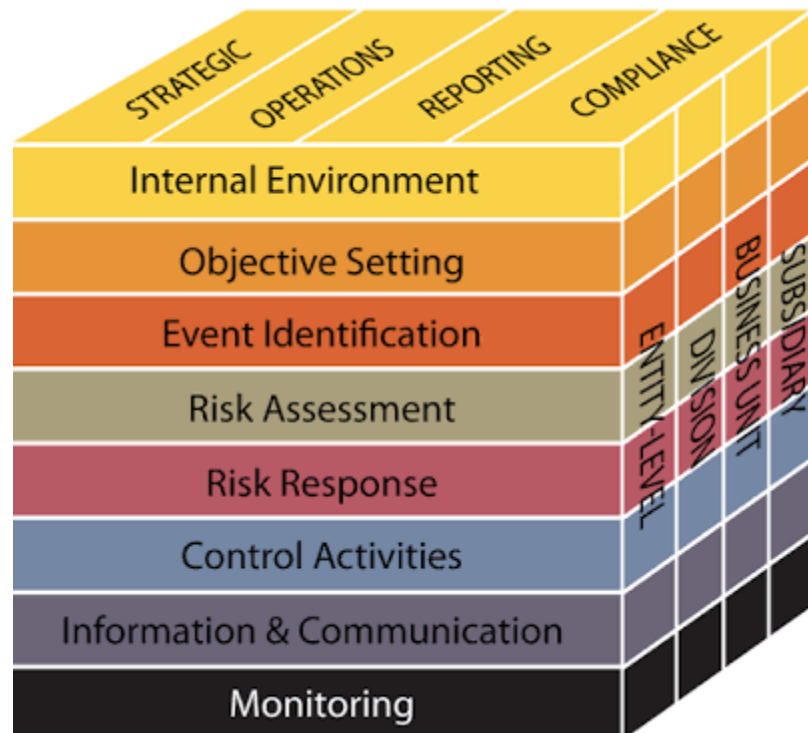 STRATEGIC
OPERATIONS
REPORTING
COMPLIANCE
Internal Environment
Objective Setting
Event Identification
Risk Assessment
Risk Response
Control Activities
Information & Communication
Monitoring
ENTITY-LEVEL
DIVISION
BUSINESS UNIT
SUBSIDIARY